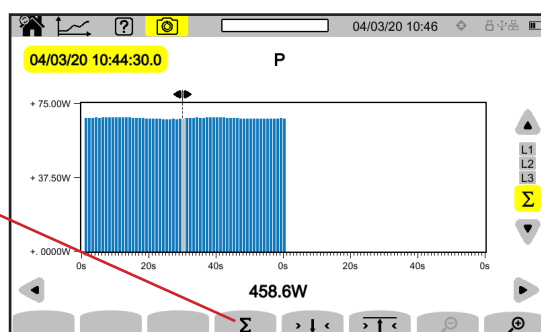 ?
04/03/20 10:46
04/03/20 10:44:30.0
P
+ 75.00W
+ 37.50W
+. 0000W
0s 20s 40s 0s 20s 40s 0s
L1
L2
L3
Σ
458.6W
Σ